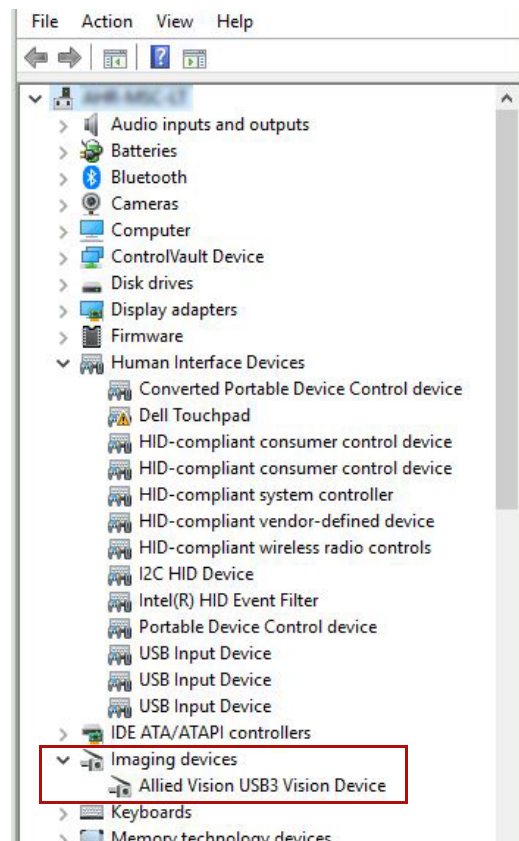 File Action View Help
Audio inputs and outputs
Batteries
Bluetooth
Cameras
Computer
ControlVault Device
Disk drives
Display adapters
Firmware
Human Interface Devices
Converted Portable Device Control device
Dell Touchpad
HID-compliant consumer control device
HID-compliant consumer control device
HID-compliant system controller
HID-compliant vendor-defined device
HID-compliant wireless radio controls
I2C HID Device
Intel(R) HID Event Filter
Portable Device Control device
USB Input Device
USB Input Device
USB Input Device
IDE ATA/ATAPI controllers
Imaging devices
Allied Vision USB3 Vision Device
Keyboards
Memory technology devices